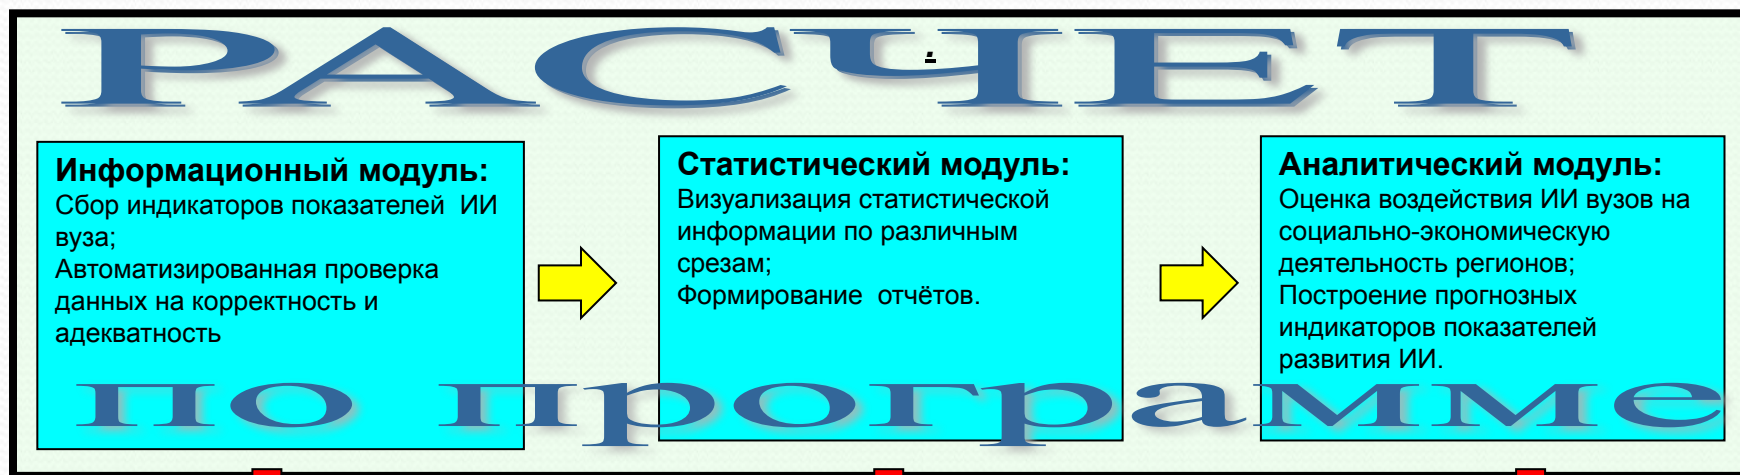 РАСЧЕТ
.
Информационный модуль:
Сбор индикаторов показателей ИИ
вуза;
Автоматизированная проверка
данных на корректность и
адекватность
Статистический модуль:
Визуализация статистической
информации по различным
срезам;
Формирование отчётов.
Аналитический модуль:
Оценка воздействия ИИ вузов на
социально-экономическую
деятельность регионов;
Построение прогнозных
индикаторов показателей
развития ИИ.
по программе